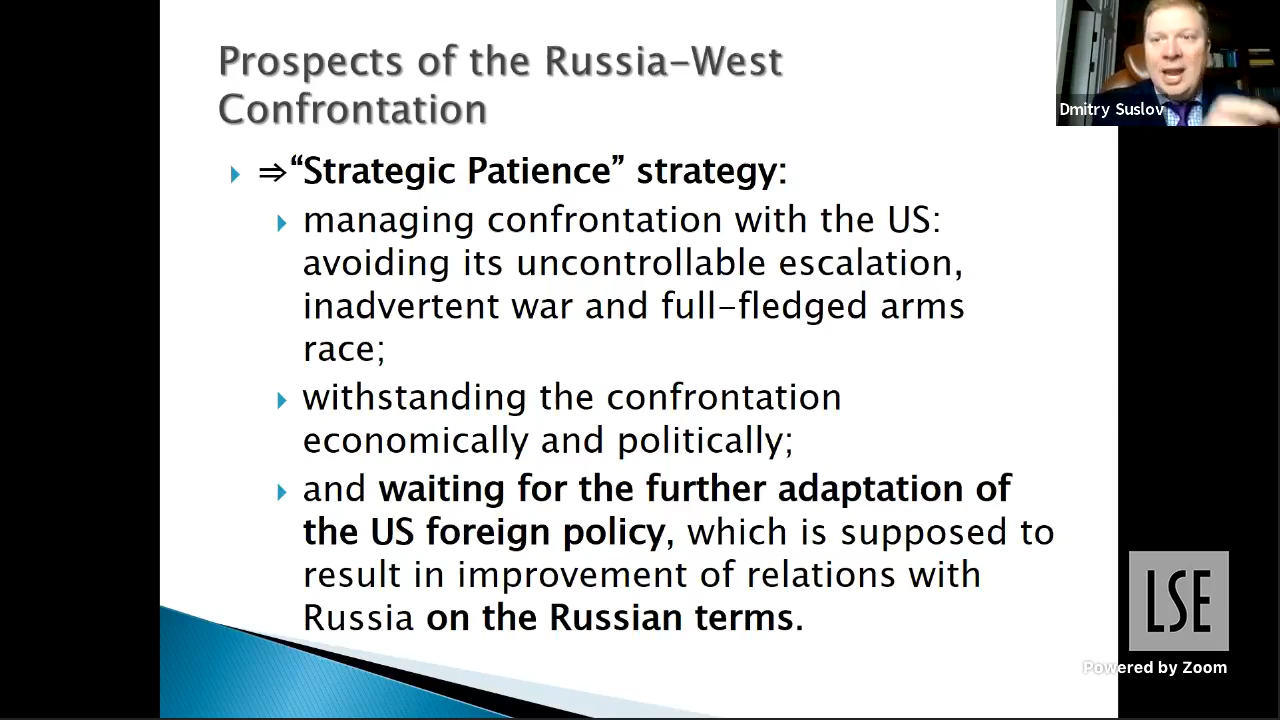 Prospects of the Russia-West
Confrontation
⇒“Strategic Patience” strategy:
managing confrontation with the US:
avoiding its uncontrollable escalation,
inadvertent war and full-fledged arms
race;
withstanding the confrontation
economically and politically;
and waiting for the further adaptation of
the US foreign policy, which is supposed to
result in improvement of relations with
Russia on the Russian terms.
Dmitry Suslov
LSE
Powered by Zoom